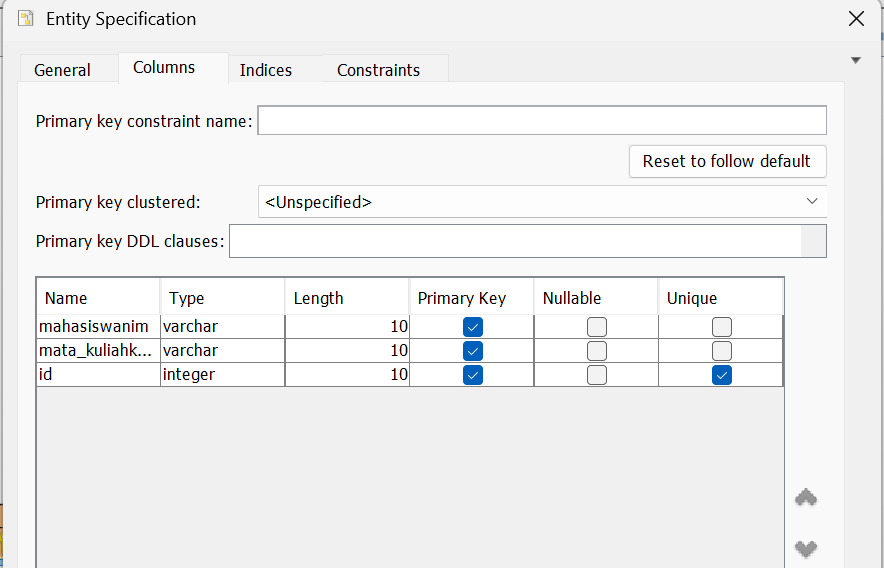 Entity Specification
General Columns Indices Constraints
Primary key constraint name:
Reset to follow default
Primary key clustered: <Unspecified>
Primary key DDL clauses:
Name Type Length Primary Key Nullable Unique
mahasiswanim varchar 10
mata_kuliahk... varchar 10
id integer 10